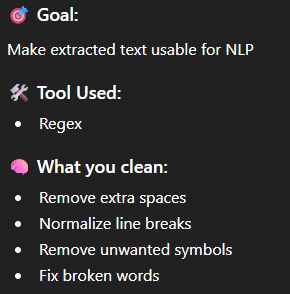 🎯 Goal:
Make extracted text usable for NLP
🛠️ Tool Used:
• Regex
🧠 What you clean:
• Remove extra spaces
• Normalize line breaks
• Remove unwanted symbols
• Fix broken words